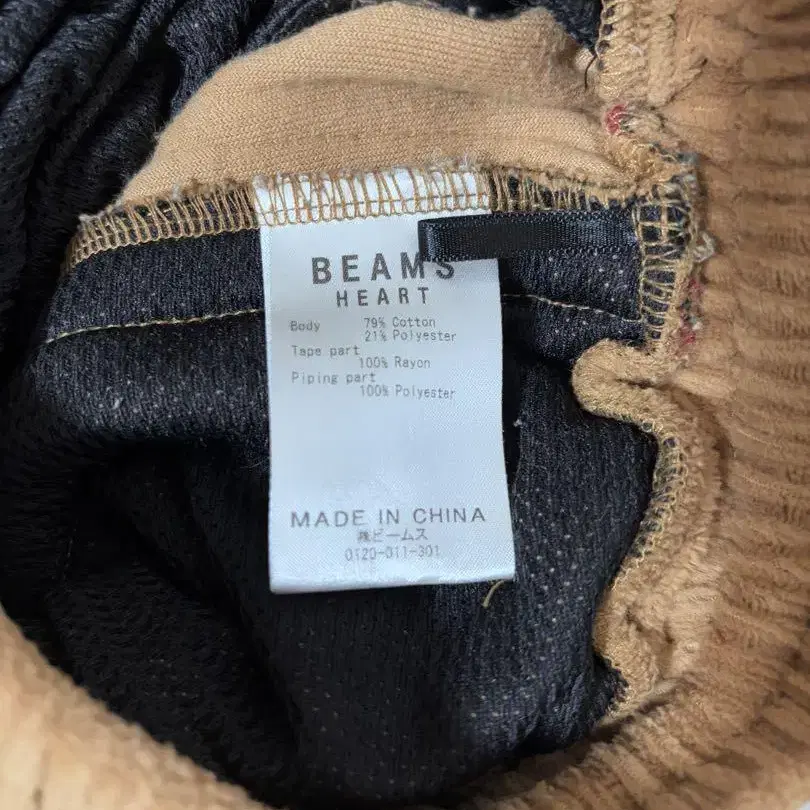 BEAMS
HEART
Body 79% Cotton
21% Polyester
Tape part
100% Rayon
Piping part
100% Polyester
MADE IN CHINA
㈱ビームス
0120-011-301